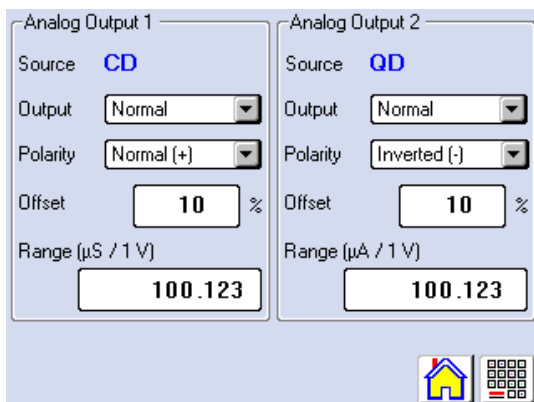 Analog Output 1
Source CD
Output Normal
Polarity Normal (+)
Offset 10 %
Range (µS / 1 V)
100.123
Analog Output 2
Source QD
Output Normal
Polarity Inverted (-)
Offset 10 %
Range (µA / 1 V)
100.123